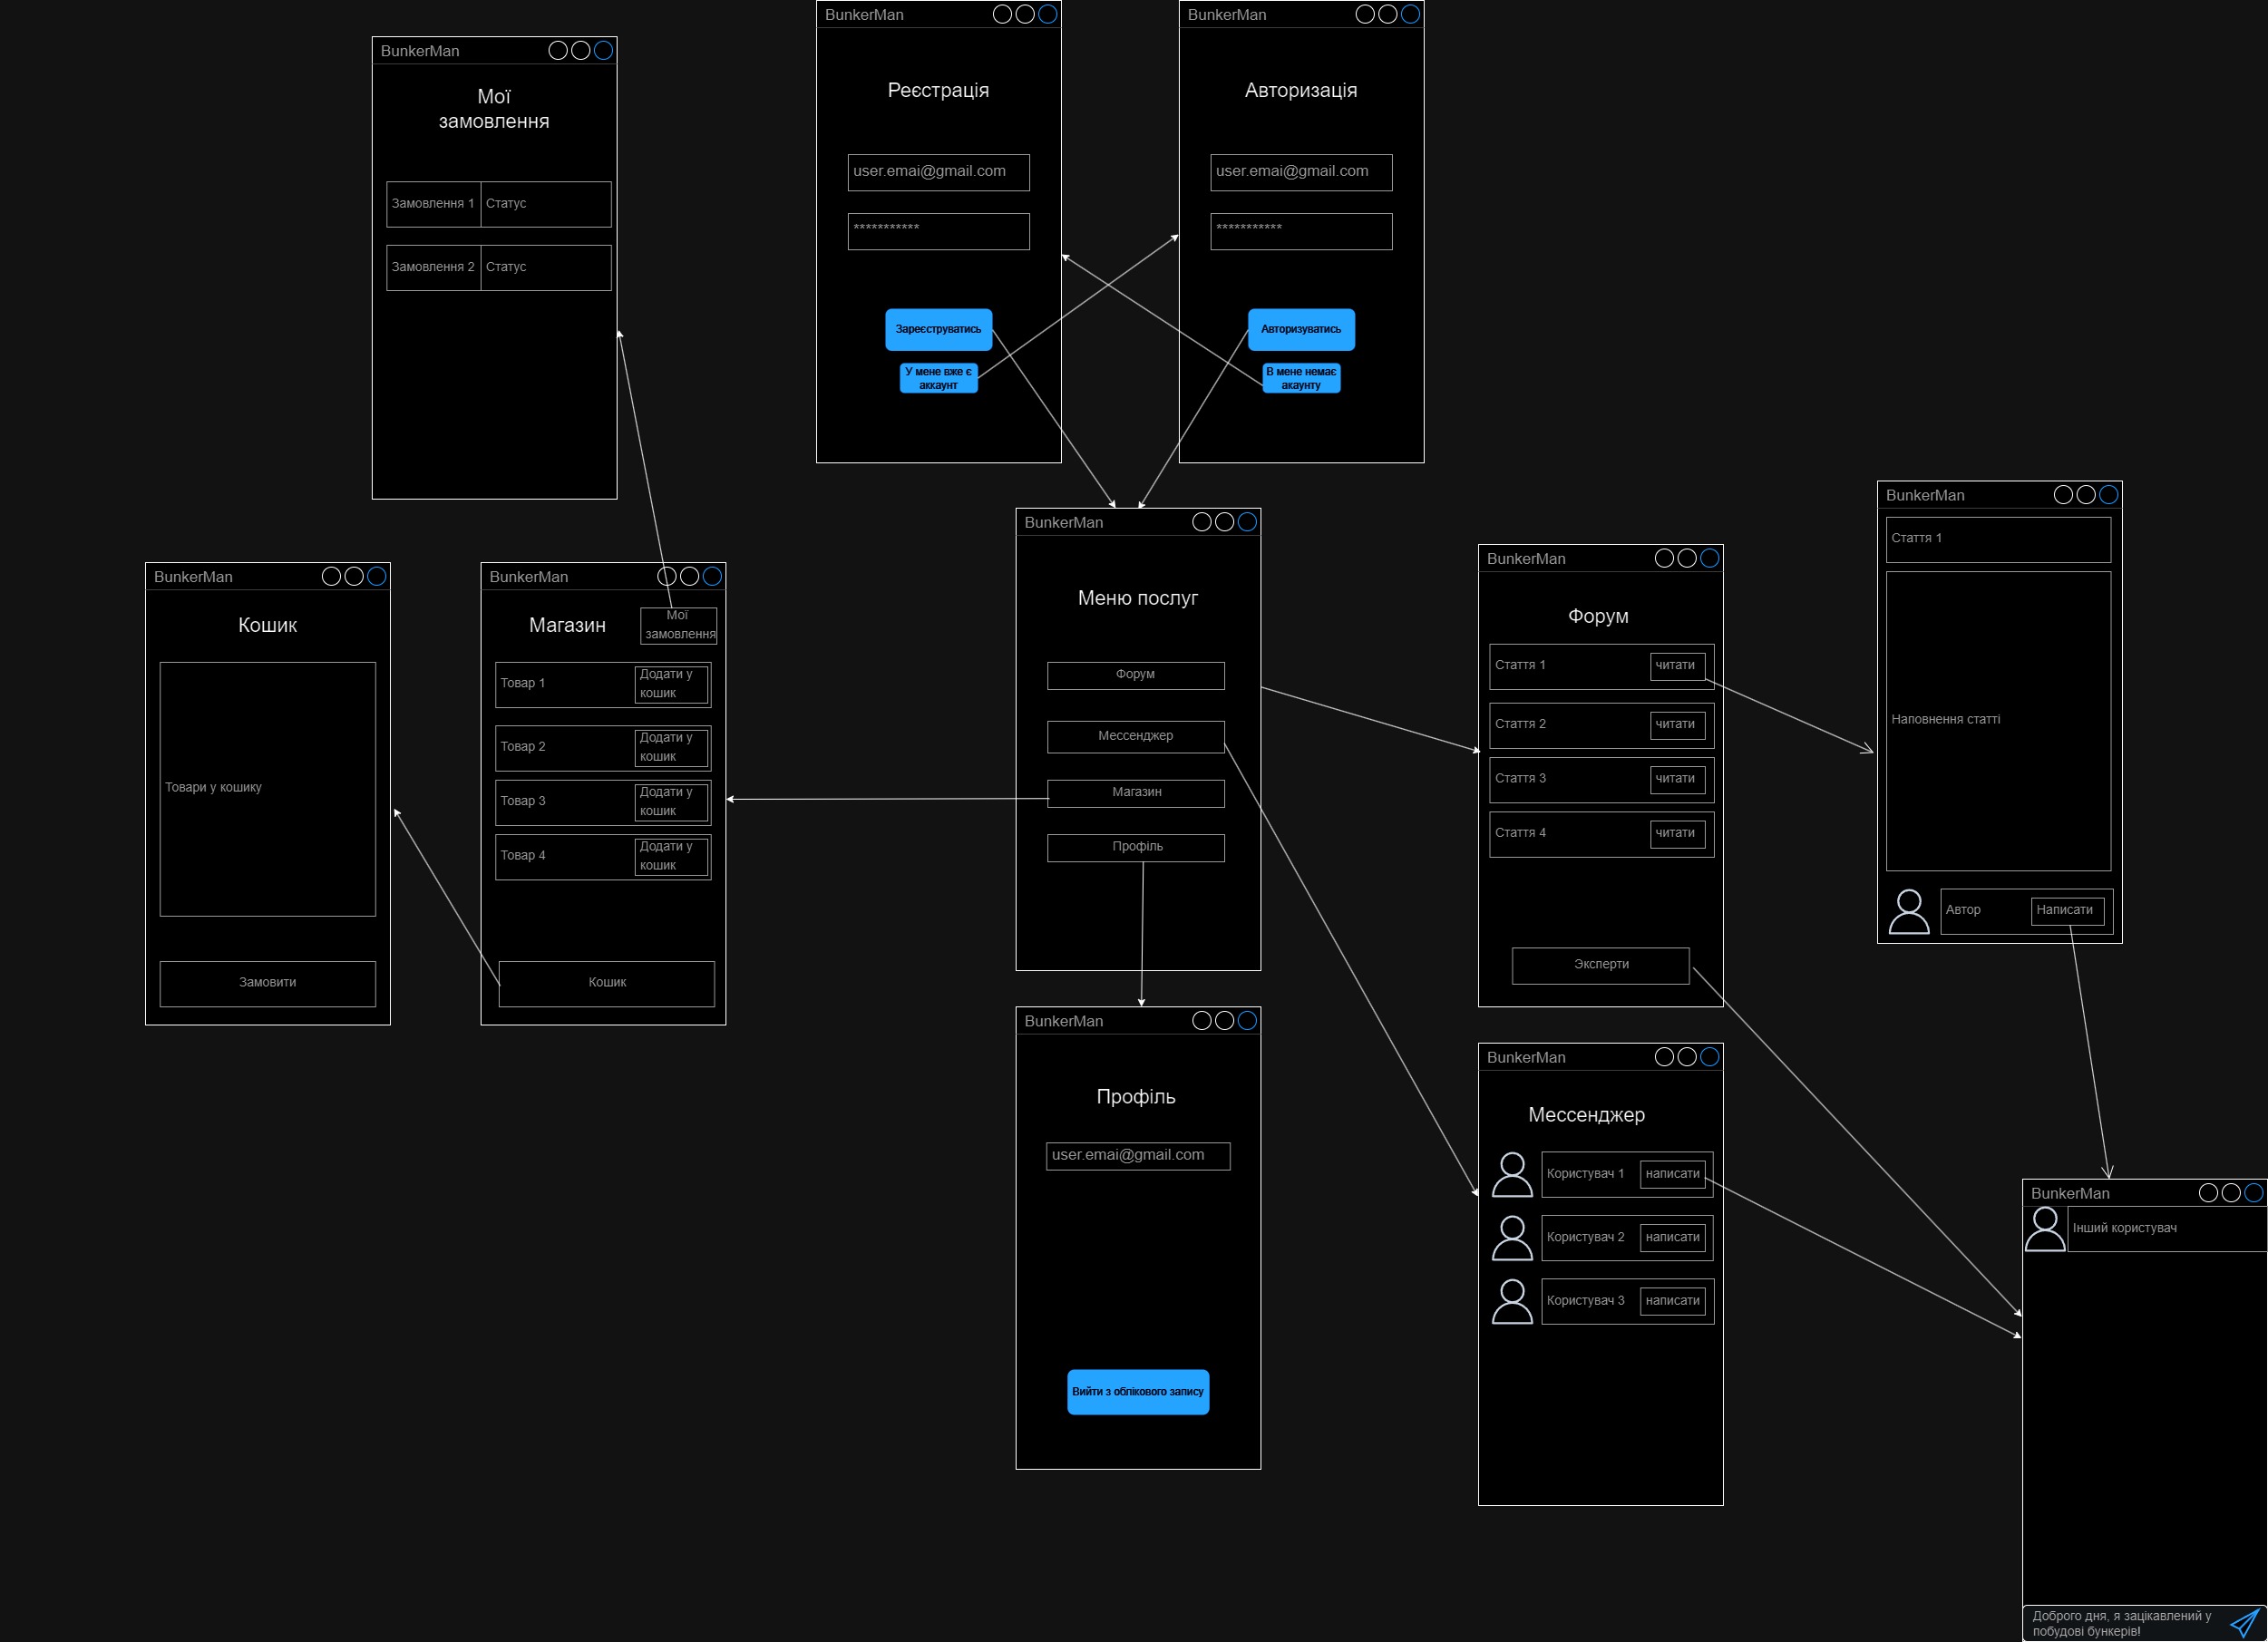 BunkerMan
Реєстрація
user.emai@gmail.com
***********
Зареєструватись
У мене вже є
аккаунт
BunkerMan
Авторизація
user.emai@gmail.com
***********
Авторизуватись
В мене немає
акаунту
BunkerMan
Мої
замовлення
Замовлення 1
Статус
Замовлення 2
Статус
BunkerMan
Кошик
Товари у кошику
Замовити
BunkerMan
Магазин
Мої
замовлення
Товар 1
Додати у
кошик
Товар 2
Додати у
кошик
Товар 3
Додати у
кошик
Товар 4
Додати у
кошик
Кошик
BunkerMan
Меню послуг
Форум
Мессенджер
Магазин
Профіль
BunkerMan
Форум
Стаття 1
читати
Стаття 2
читати
Стаття 3
читати
Стаття 4
читати
Эксперти
BunkerMan
Стаття 1
Наповнення статті
Автор
Написати
BunkerMan
Профіль
user.emai@gmail.com
Вийти з облікового запису
BunkerMan
Мессенджер
Користувач 1
написати
Користувач 2
написати
Користувач 3
написати
BunkerMan
Інший користувач
Доброго дня, я зацікавлений у
побудові бункерів!